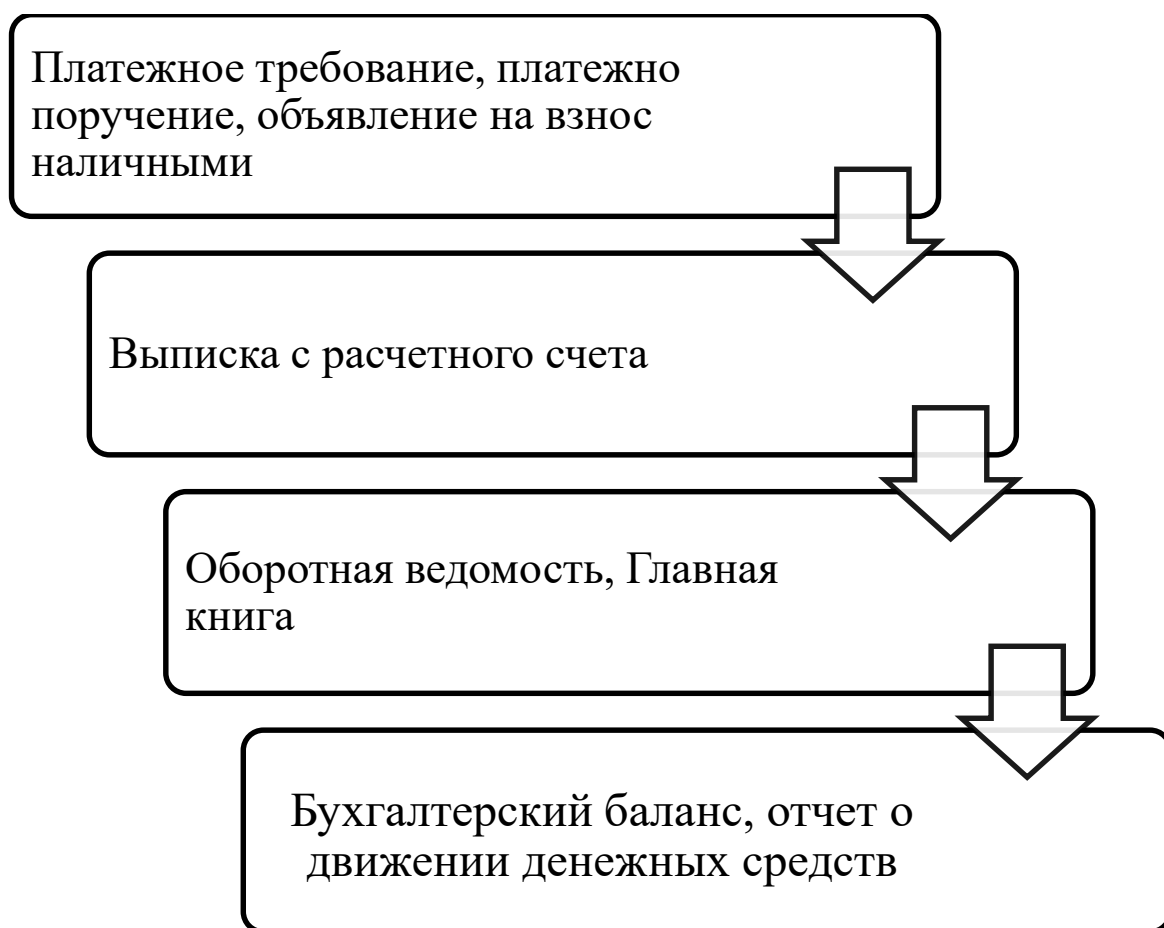 Платежное требование, платежно
поручение, объявление на взнос
наличными
Выписка с расчетного счета
Оборотная ведомость, Главная
книга
Бухгалтерский баланс, отчет о
движении денежных средств